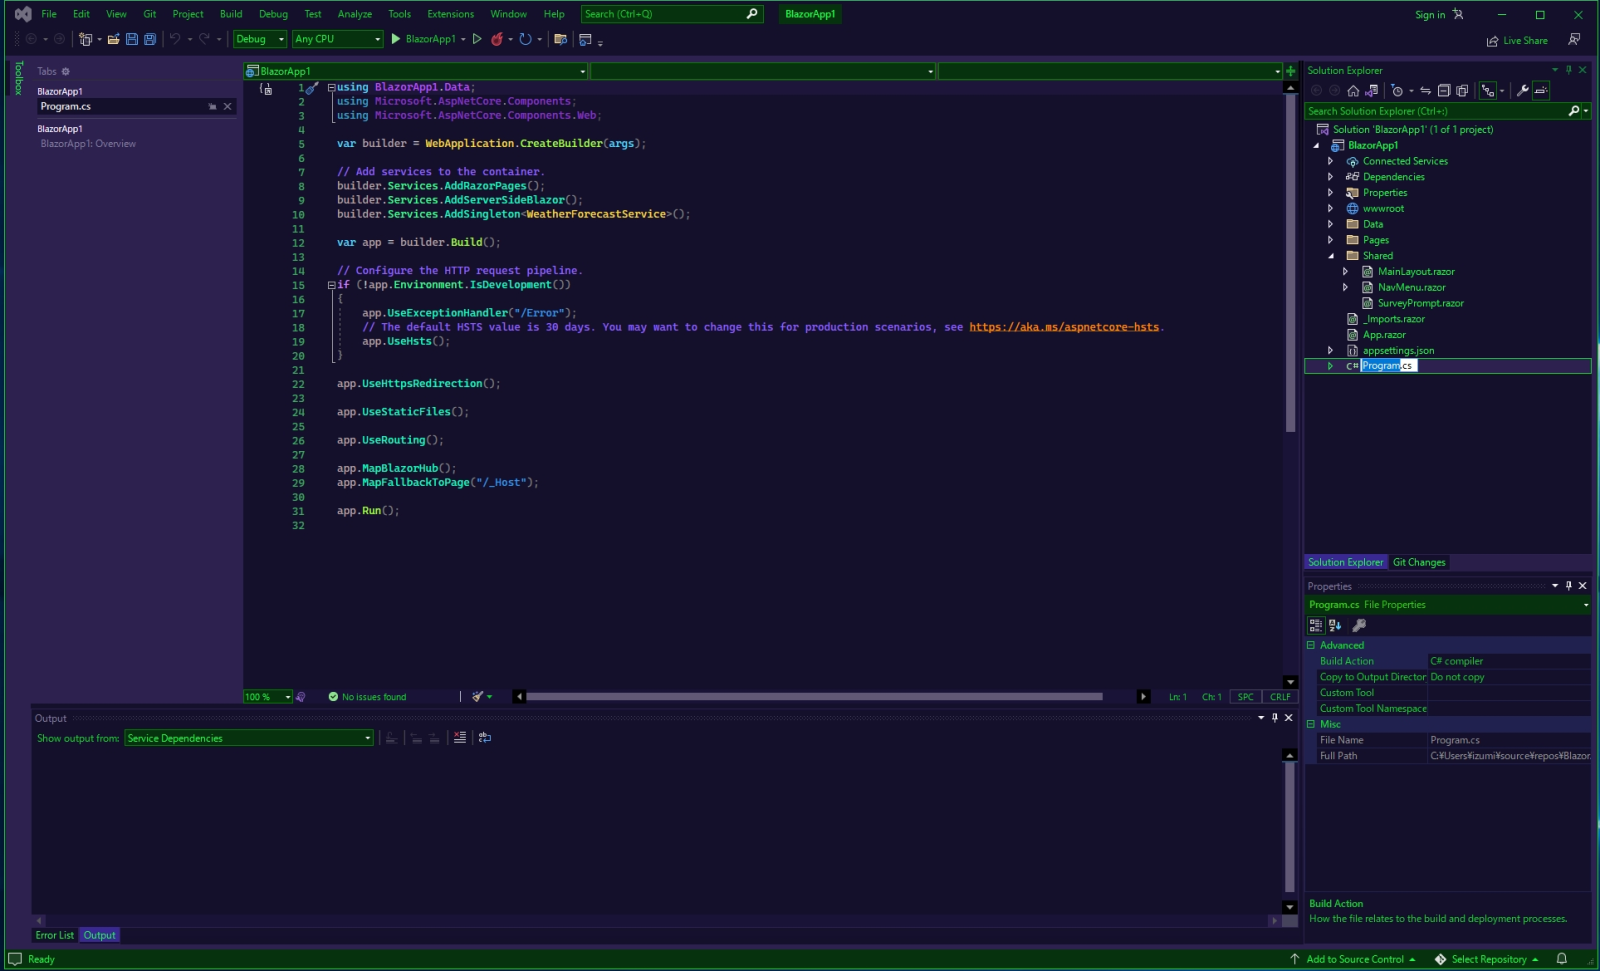 File Edit View Git Project Build Debug Test Analyze Tools Extensions Window Help Search (Ctrl+Q) BlazorApp1 Sign in
Debug Any CPU BlazorApp1 Live Share
Toolbox
Tabs
BlazorApp1
Program.cs
BlazorApp1
BlazorApp1: Overview
BlazorApp1
1 using BlazorApp1.Data;
2 using Microsoft.AspNetCore.Components;
3 using Microsoft.AspNetCore.Components.Web;
4
5 var builder = WebApplication.CreateBuilder(args);
6
7 // Add services to the container.
8 builder.Services.AddRazorPages();
9 builder.Services.AddServerSideBlazor();
10 builder.Services.AddSingleton<WeatherForecastService>();
11
12 var app = builder.Build();
13
14 // Configure the HTTP request pipeline.
15 if (!app.Environment.IsDevelopment())
16 {
17 app.UseExceptionHandler("/Error");
18 // The default HSTS value is 30 days. You may want to change this for production scenarios, see https://aka.ms/aspnetcore-hsts.
19 app.UseHsts();
20 }
21
22 app.UseHttpsRedirection();
23
24 app.UseStaticFiles();
25
26 app.UseRouting();
27
28 app.MapBlazorHub();
29 app.MapFallbackToPage("/_Host");
30
31 app.Run();
32
100 % No issues found Ln: 1 Ch: 1 SPC CRLF
Output
Show output from: Service Dependencies
Error List Output
Solution Explorer
Search Solution Explorer (Ctrl+:)
Solution 'BlazorApp1' (1 of 1 project)
BlazorApp1
Connected Services
Dependencies
Properties
wwwroot
Data
Pages
Shared
MainLayout.razor
NavMenu.razor
SurveyPrompt.razor
_Imports.razor
App.razor
appsettings.json
C# Program.cs
Solution Explorer Git Changes
Properties
Program.cs File Properties
Advanced
Build Action C# compiler
Copy to Output Director Do not copy
Custom Tool
Custom Tool Namespace
Misc
File Name Program.cs
Full Path C:¥Users¥izumi¥source¥repos¥Blazor
Build Action
How the file relates to the build and deployment processes.
Ready Add to Source Control Select Repository